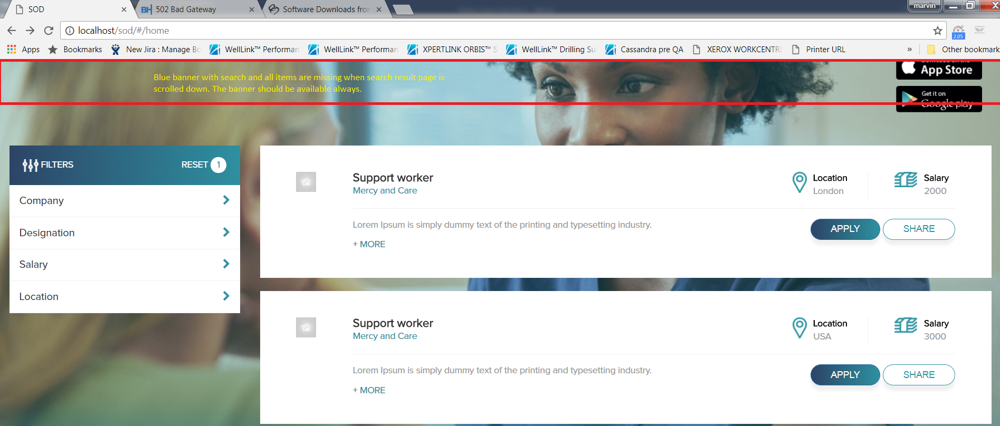 marvin
SOD
502 Bad Gateway
Software Downloads from
localhost/sod/#/home
2.05
Apps
Bookmarks
New Jira : Manage Bo
WellLink™ Performan
WellLink™ Performan
XPERTLINK ORBIS™ S
WellLink™ Drilling Su
Cassandra pre QA
XEROX WORKCENTRE
Printer URL
»
Other bookmark
Blue banner with search and all items are missing when search result page is
scrolled down. The banner should be available always.
App Store
Get it on
Google play
FILTERS
RESET 1
Company
Designation
Salary
Location
Support worker
Mercy and Care
Location
London
Salary
2000
Lorem Ipsum is simply dummy text of the printing and typesetting industry.
+ MORE
APPLY
SHARE
Support worker
Mercy and Care
Location
USA
Salary
3000
Lorem Ipsum is simply dummy text of the printing and typesetting industry.
+ MORE
APPLY
SHARE